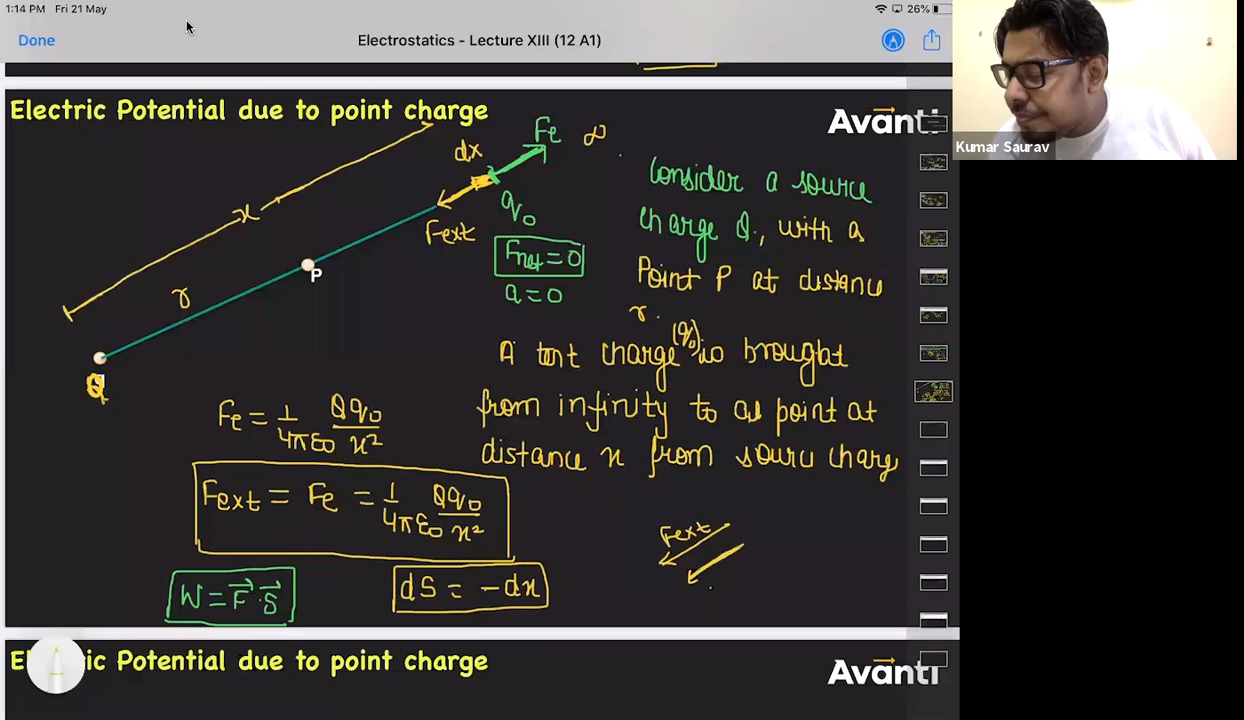 1:14 PM Fri 21 May
26%
Done
Electrostatics - Lecture XIII (12 A1)
Kumar Saurav
Electric Potential due to point charge
Avanti
x
dx
Fe
∞
Fext
q₀
Fnet = 0
a = 0
P
r
Q
Consider a source
charge Q, with a
Point P at distance
r.
A test charge (q₀) is brought
from infinity to a point at
distance x from source charge
Fe = 1/4πε₀ Qq₀/x²
Fext = Fe = 1/4πε₀ Qq₀/x²
Fext
W = F⃗.S⃗
dS = -dx
Electric Potential due to point charge
Avanti